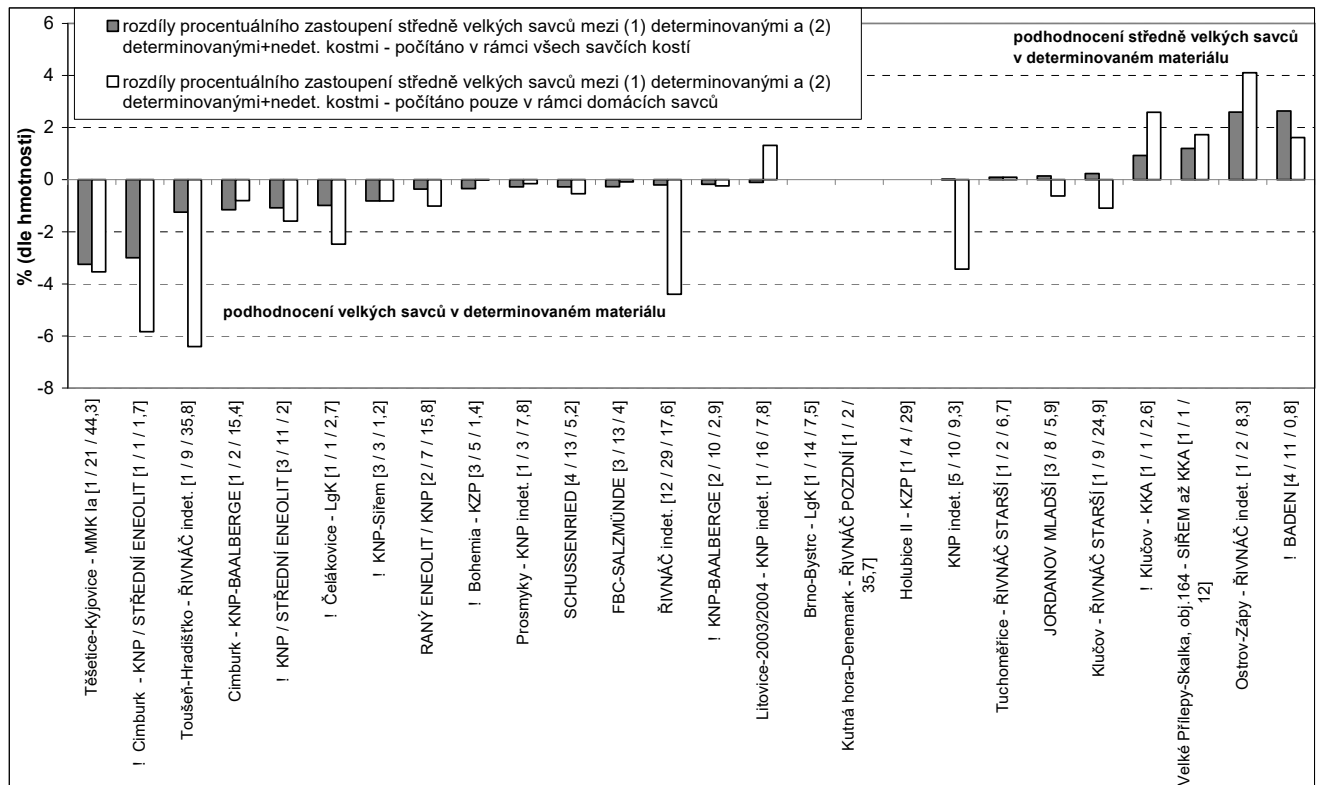 6
4
2
0
-2
-4
-6
-8
% (dle hmotnosti)
rozdíly procentuálního zastoupení středně velkých savců mezi (1) determinovanými a (2)
determinovanými+nedet. kostmi - počítáno v rámci všech savčích kostí
rozdíly procentuálního zastoupení středně velkých savců mezi (1) determinovanými a (2)
determinovanými+nedet. kostmi - počítáno pouze v rámci domácích savců
podhodnocení středně velkých savců
v determinovaném materiálu
podhodnocení velkých savců v determinovaném materiálu
Těšetice-Kyjovice - MMK Ia [1 / 21 / 44,3]
! Cimburk - KNP / STŘEDNÍ ENEOLIT [1 / 1 / 1,7]
Toušeň-Hradišťko - ŘIVNÁČ indet. [1 / 9 / 35,8]
Cimburk - KNP-BAALBERGE [1 / 2 / 15,4]
! KNP / STŘEDNÍ ENEOLIT [3 / 11 / 2]
! Čelákovice - LgK [1 / 1 / 2,7]
! KNP-Siřem [3 / 3 / 1,2]
RANÝ ENEOLIT / KNP [2 / 7 / 15,8]
! Bohemia - KZP [3 / 5 / 1,4]
Prosmyky - KNP indet. [1 / 3 / 7,8]
SCHUSSENRIED [4 / 13 / 5,2]
FBC-SALZMÜNDE [3 / 13 / 4]
ŘIVNÁČ indet. [12 / 29 / 17,6]
! KNP-BAALBERGE [2 / 10 / 2,9]
Litovice-2003/2004 - KNP indet. [1 / 16 / 7,8]
Brno-Bystrc - LgK [1 / 14 / 7,5]
Kutná hora-Denemark - ŘIVNÁČ POZDNÍ [1 / 2 /
35,7]
Holubice II - KZP [1 / 4 / 29]
KNP indet. [5 / 10 / 9,3]
Tuchoměřice - ŘIVNÁČ STARŠÍ [1 / 2 / 6,7]
JORDANOV MLADŠÍ [3 / 8 / 5,9]
Klučov - ŘIVNÁČ STARŠÍ [1 / 9 / 24,9]
! Klučov - KKA [1 / 1 / 2,6]
Velké Přílepy-Skalka, obj.164 - SIŘEM až KKA [1 / 1 /
12]
Ostrov-Zápy - ŘIVNÁČ indet. [1 / 2 / 8,3]
! BADEN [4 / 11 / 0,8]